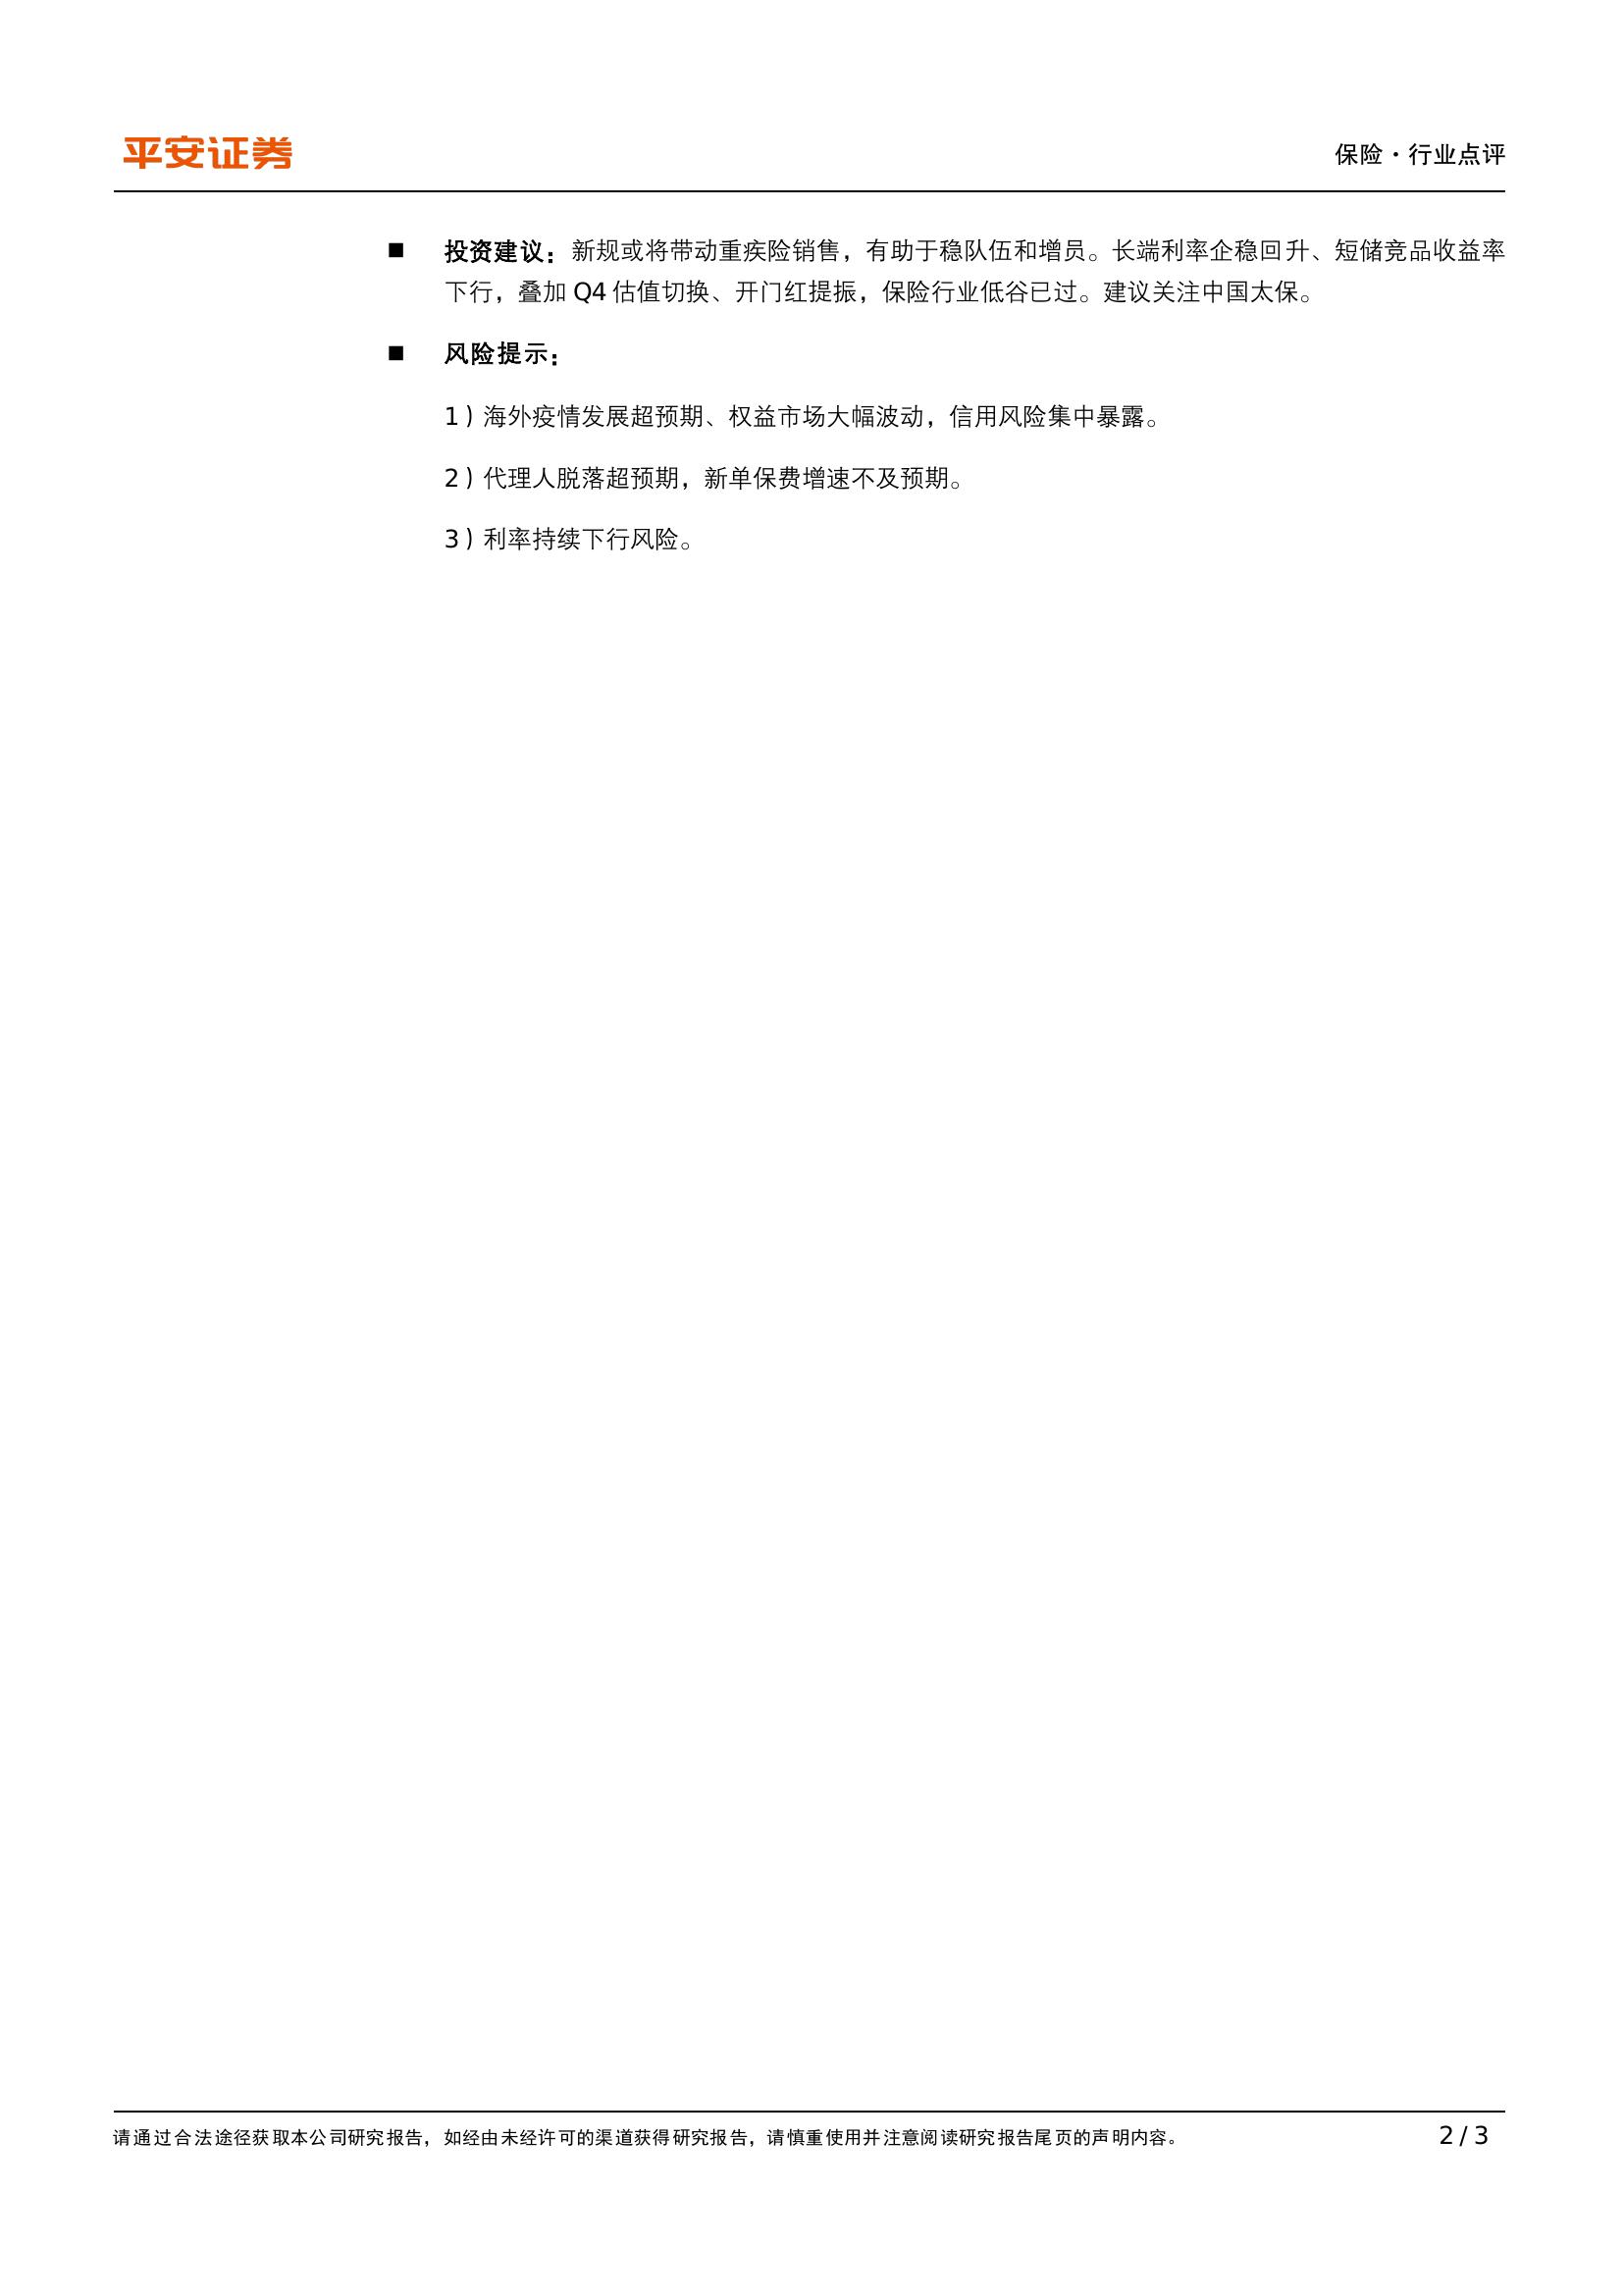 平安证券
保险·行业点评
■ 投资建议：新规或将带动重疾险销售，有助于稳队伍和增员。长端利率企稳回升、短储竞品收益率
下行，叠加 Q4 估值切换、开门红提振，保险行业低谷已过。建议关注中国太保。
■ 风险提示：
1）海外疫情发展超预期、权益市场大幅波动，信用风险集中暴露。
2）代理人脱落超预期，新单保费增速不及预期。
3）利率持续下行风险。
请通过合法途径获取本公司研究报告，如经由未经许可的渠道获得研究报告，请慎重使用并注意阅读研究报告尾页的声明内容。 2 / 3